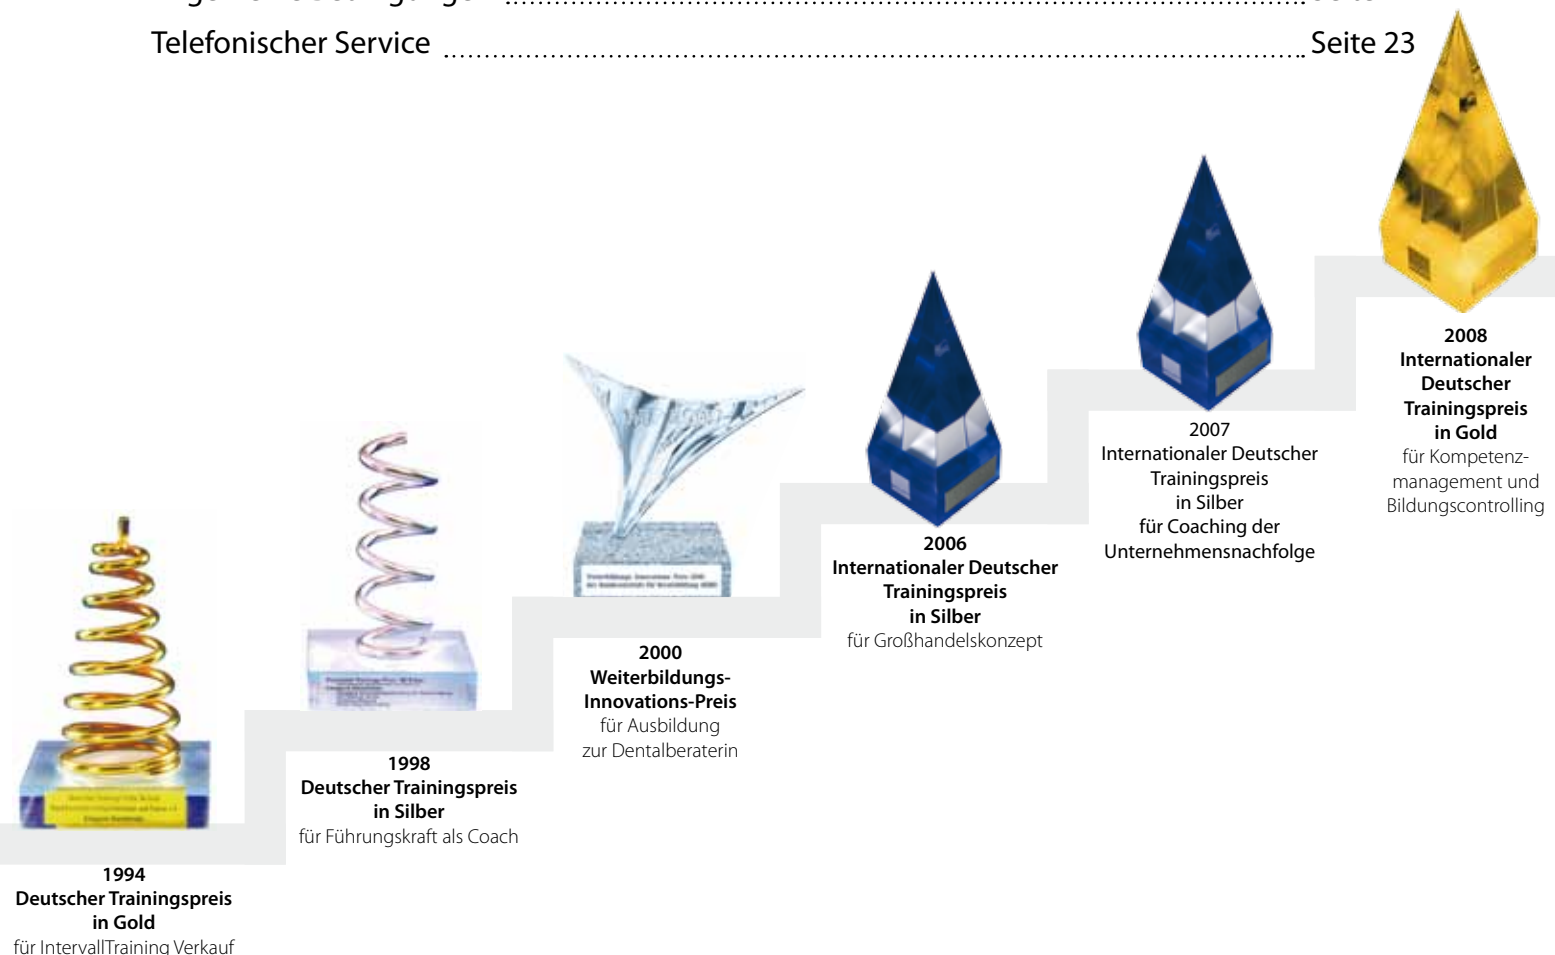 Telefonischer Service ........ Seite 23
2008
Internationaler
Deutscher
Trainingspreis
in Gold
für Kompetenz-
management und
Bildungscontrolling
2007
Internationaler Deutscher
Trainingspreis
in Silber
für Coaching der
Unternehmensnachfolge
2006
Internationaler Deutscher
Trainingspreis
in Silber
für Großhandelskonzept
2000
Weiterbildungs-
Innovations-Preis
für Ausbildung
zur Dentalberaterin
1998
Deutscher Trainingspreis
in Silber
für Führungskraft als Coach
1994
Deutscher Trainingspreis
in Gold
für IntervallTraining Verkauf